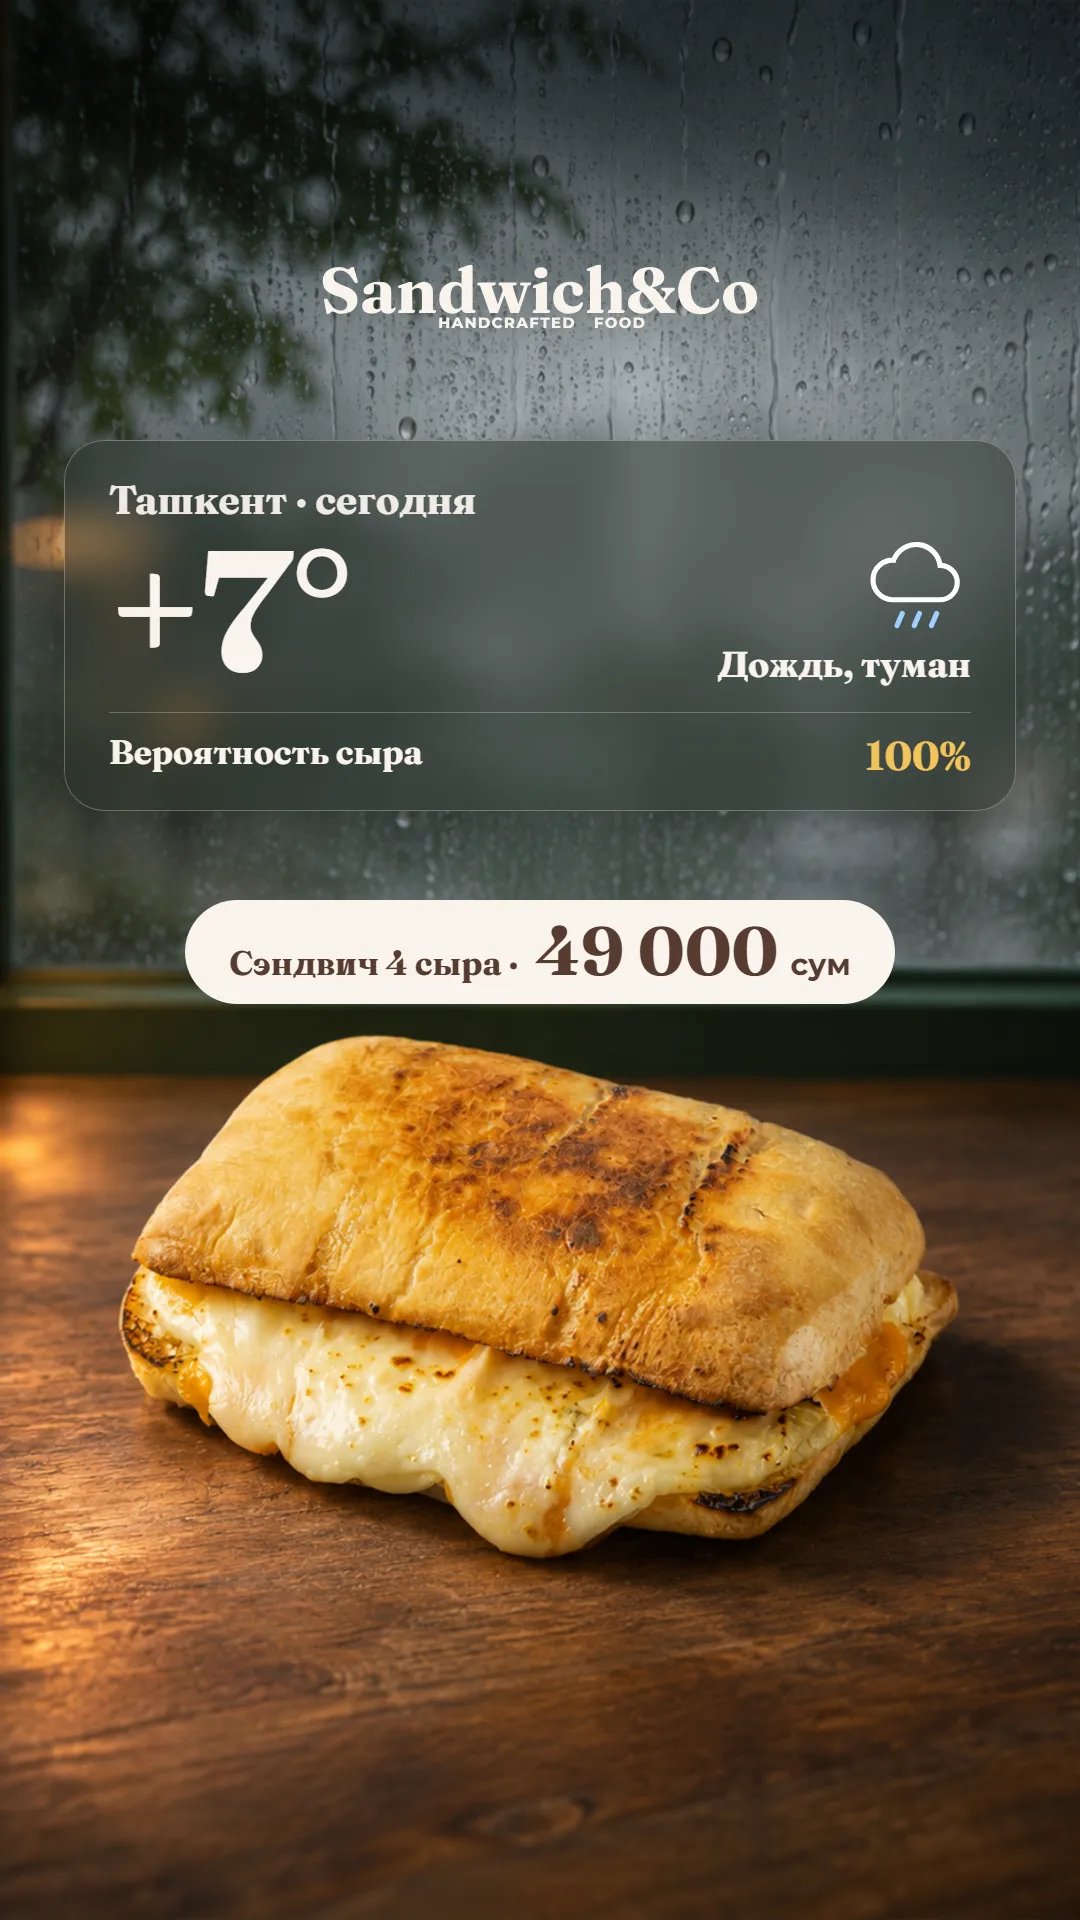 Sandwich&Co
HANDCRAFTED FOOD
Ташкент · сегодня
+7°
Дождь, туман
Вероятность сыра 100%
Сэндвич 4 сыра · 49 000 сум